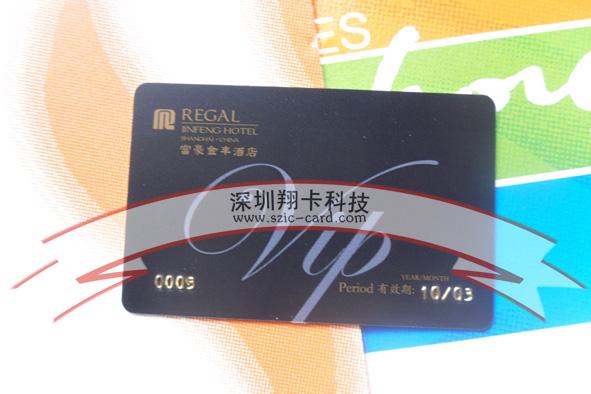 ES
REGAL
JINFENG HOTEL
SHANGHAI·CHINA
富豪金丰酒店
Vip
深圳翔卡科技
www.szic-card.com
YEAR/MONTH
0009
Period 有效期: 10/03